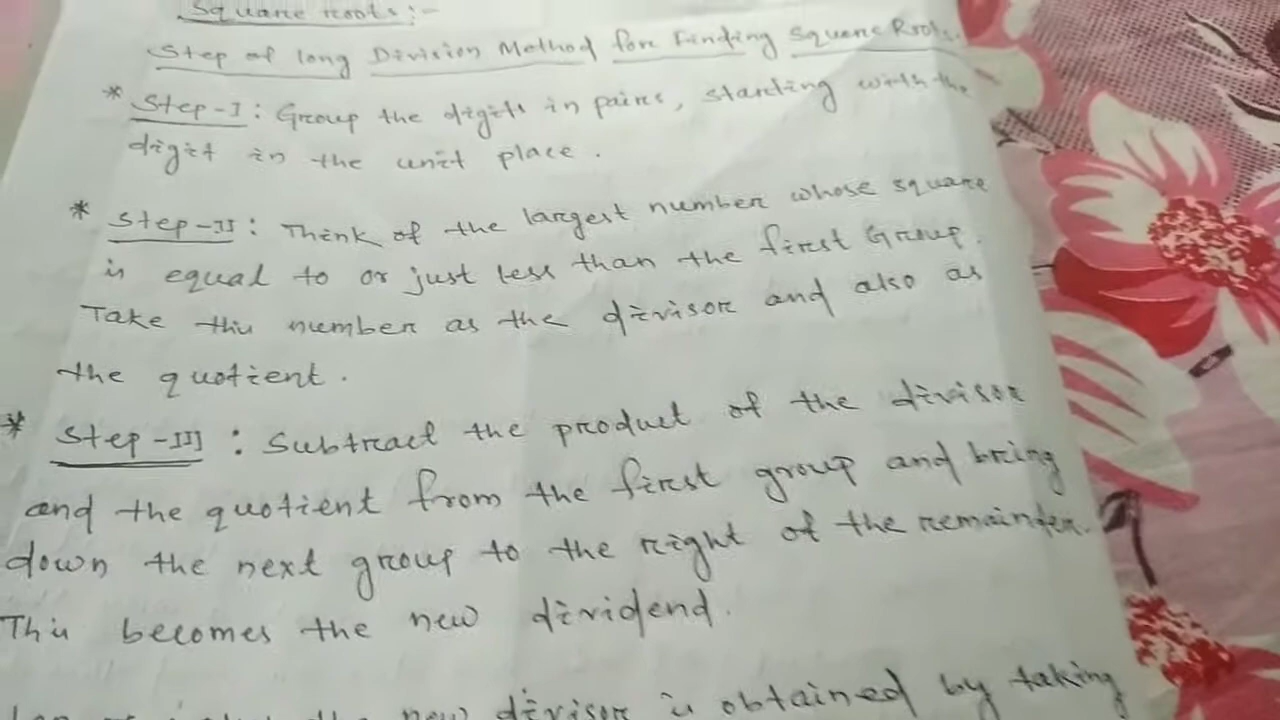 Square roots :-
Step of long Division Method for Finding Square Root.
* Step-I : Group the digits in pairs, starting with the
digit in the unit place.
* Step-II : Think of the largest number whose square
is equal to or just less than the first Group.
Take this number as the divisor and also as
the quotient.
* Step-III : Subtract the product of the divisor
and the quotient from the first group and bring
down the next group to the right of the remainder.
This becomes the new dividend.
the new divisor is obtained by taking